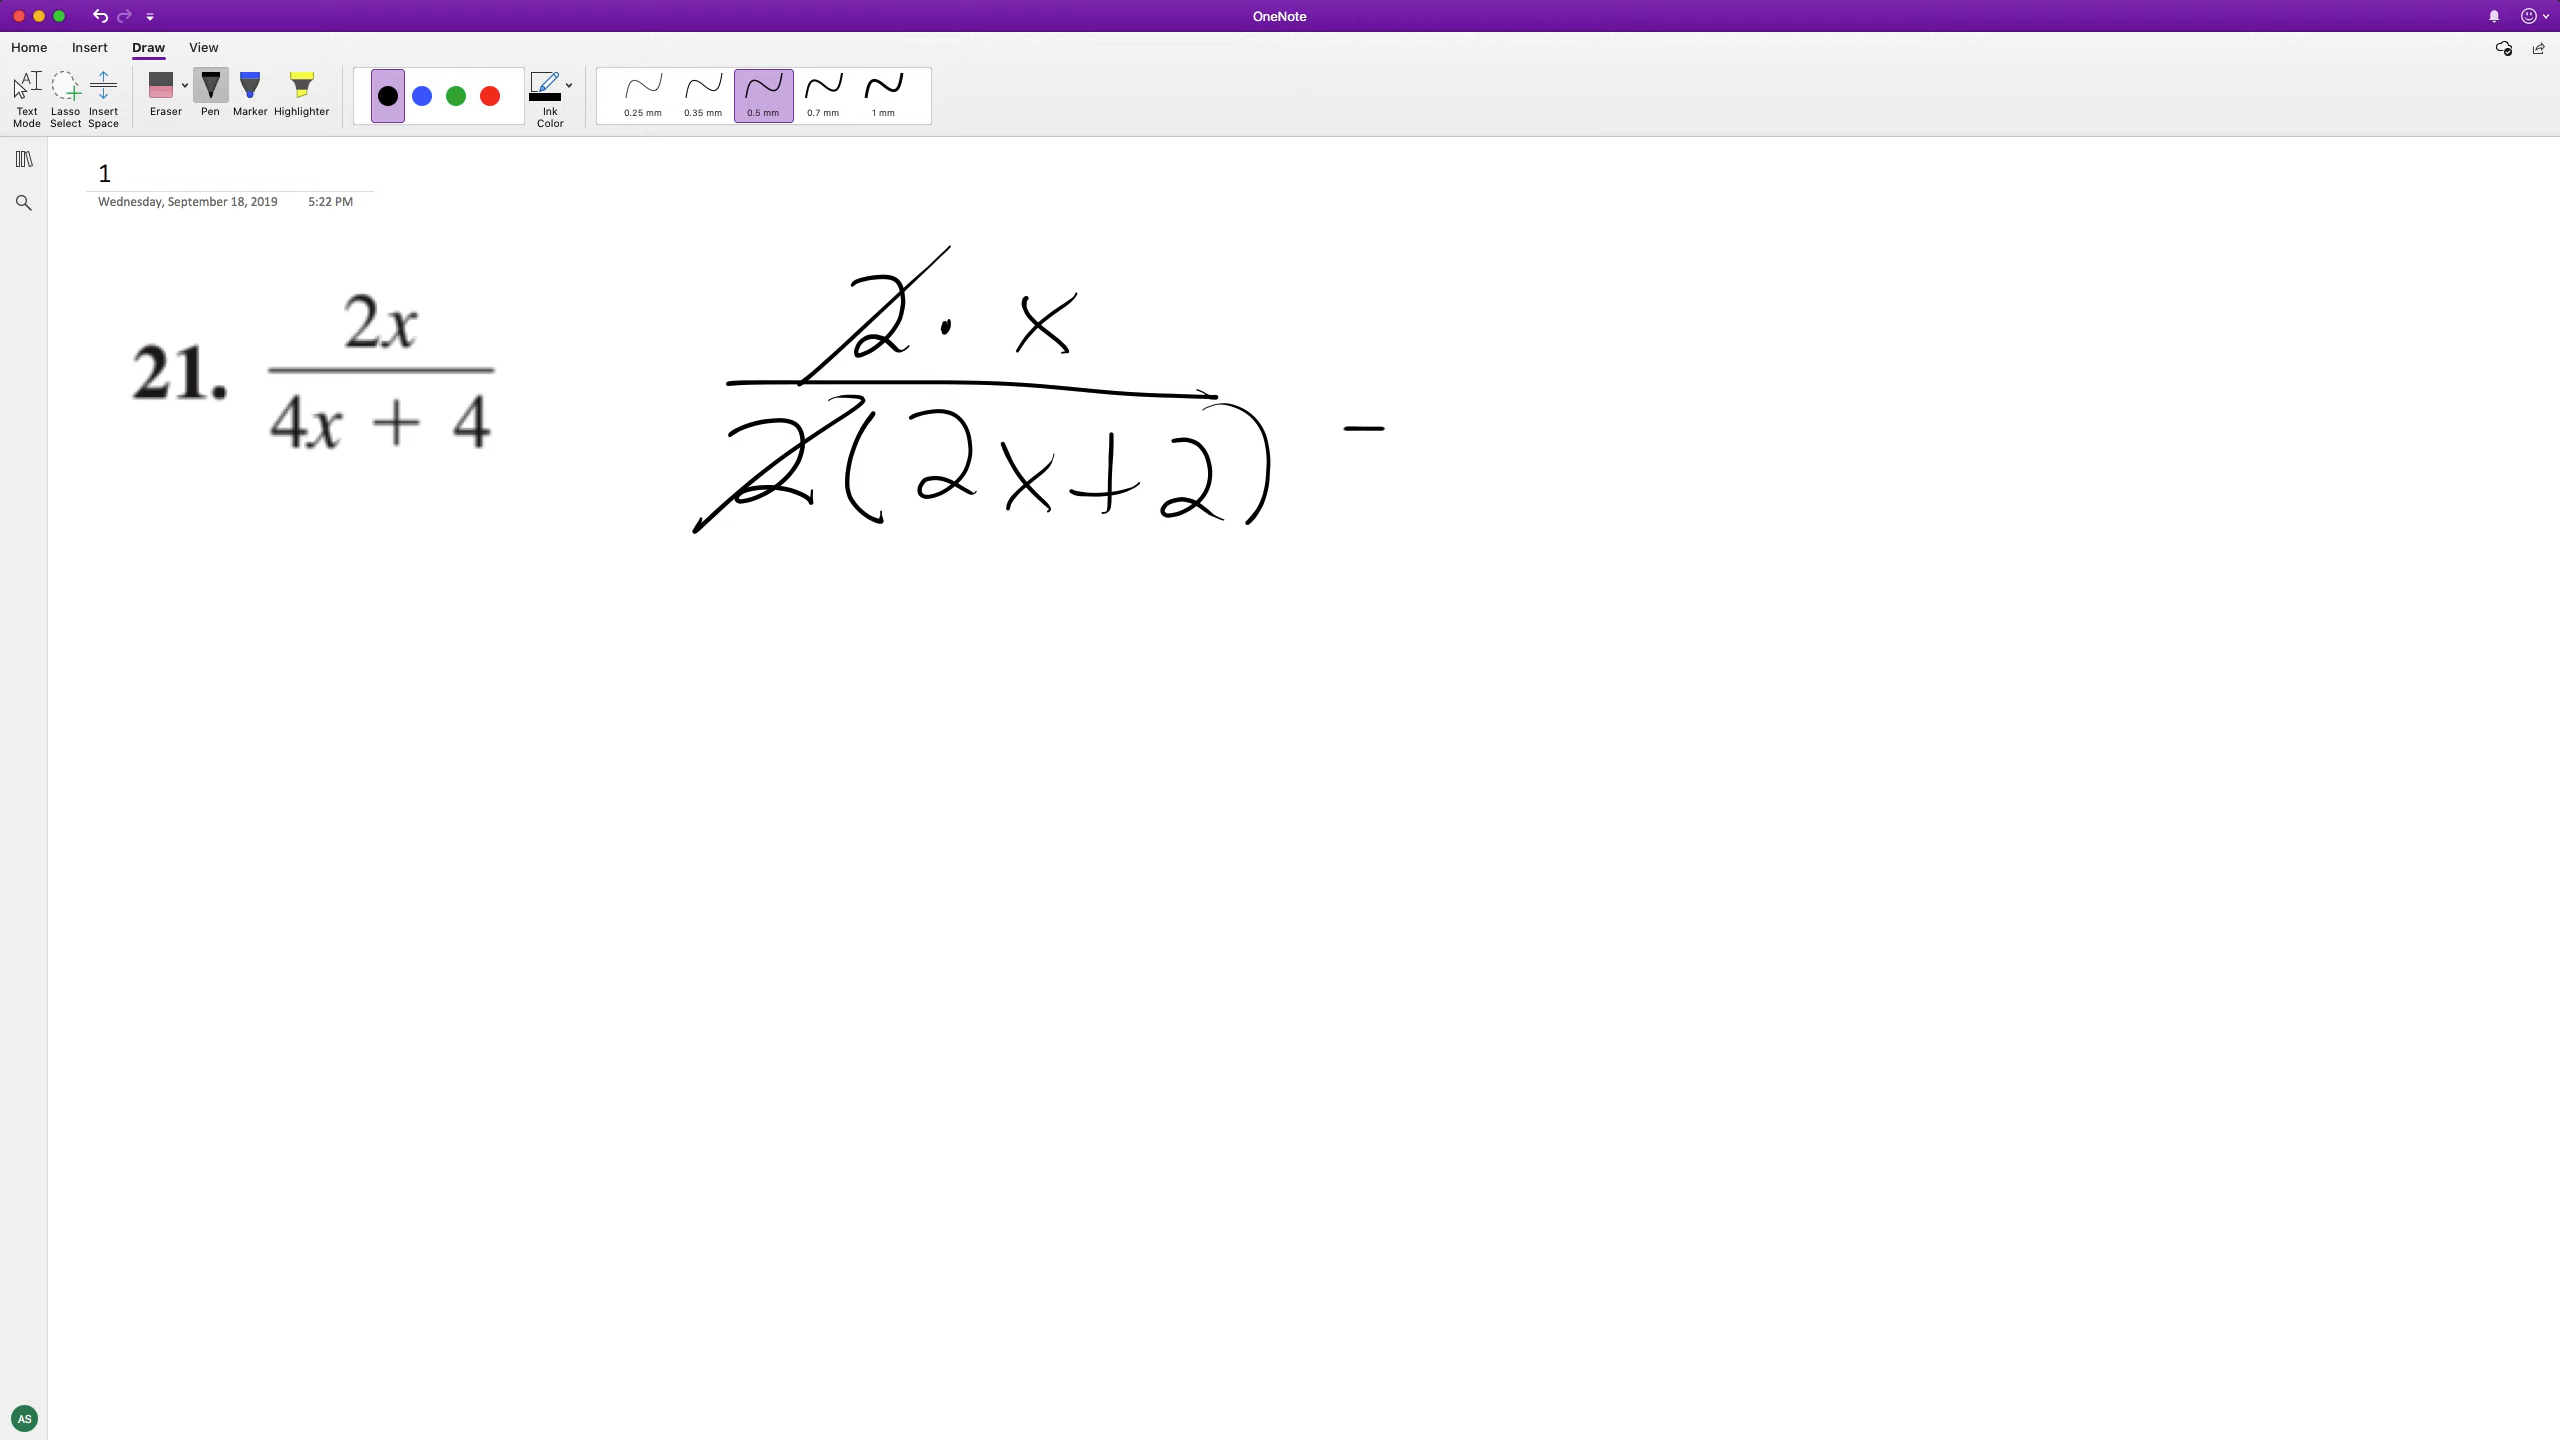 OneNote
Home Insert Draw View
Text Mode Lasso Select Insert Space Eraser Pen Marker Highlighter Ink Color 0.25 mm 0.35 mm 0.5 mm 0.7 mm 1 mm
1
Wednesday, September 18, 2019 5:22 PM
21. 2x
4x + 4
2 · x
2(2x+2) –
AS